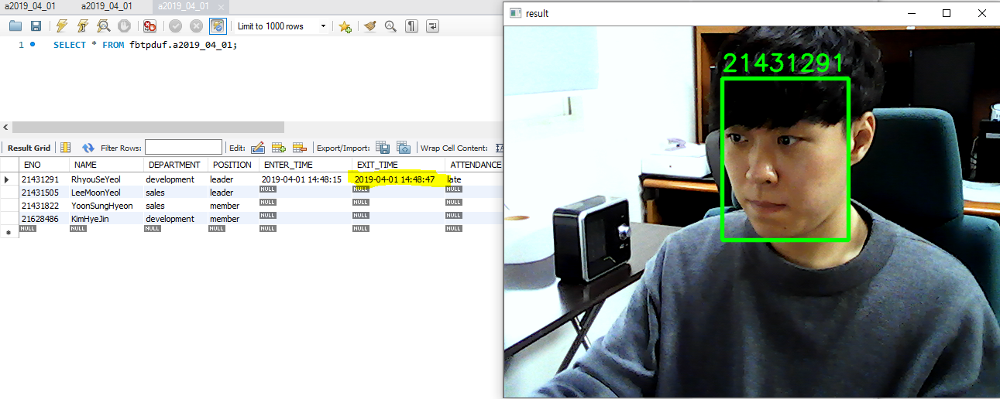 a2019_04_01 a2019_04_01 a2019_04_01
Limit to 1000 rows
1 SELECT * FROM fbtpduf.a2019_04_01;
Result Grid Filter Rows: Edit: Export/Import: Wrap Cell Content:
ENO NAME DEPARTMENT POSITION ENTER_TIME EXIT_TIME ATTENDANCE
21431291 RhyouSeYeol development leader 2019-04-01 14:48:15 2019-04-01 14:48:47 late
21431505 LeeMoonYeol sales leader NULL NULL NULL
21431822 YoonSungHyeon sales member NULL NULL NULL
21628486 KimHyeJin development member NULL NULL NULL
NULL NULL NULL NULL NULL NULL NULL
result
21431291